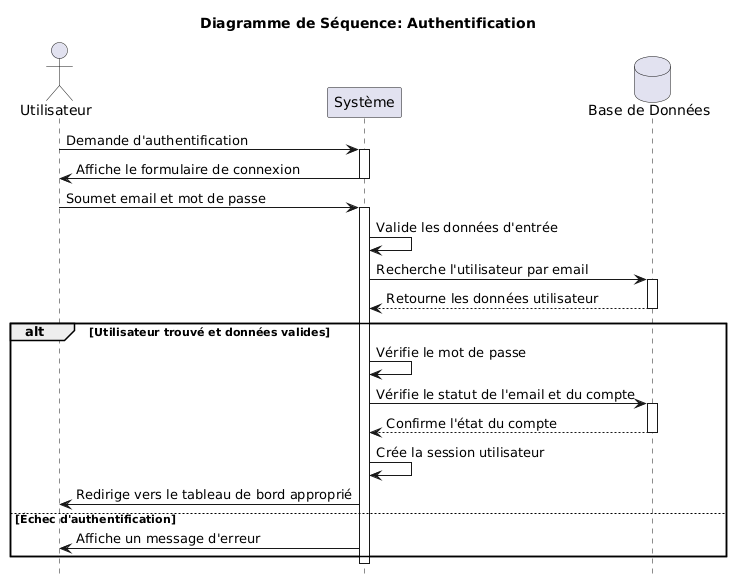 Diagramme de Séquence: Authentification
Utilisateur
Système
Base de Données
Demande d'authentification
Affiche le formulaire de connexion
Soumet email et mot de passe
Valide les données d'entrée
Recherche l'utilisateur par email
Retourne les données utilisateur
alt [Utilisateur trouvé et données valides]
Vérifie le mot de passe
Vérifie le statut de l'email et du compte
Confirme l'état du compte
Crée la session utilisateur
Redirige vers le tableau de bord approprié
[Échec d'authentification]
Affiche un message d'erreur